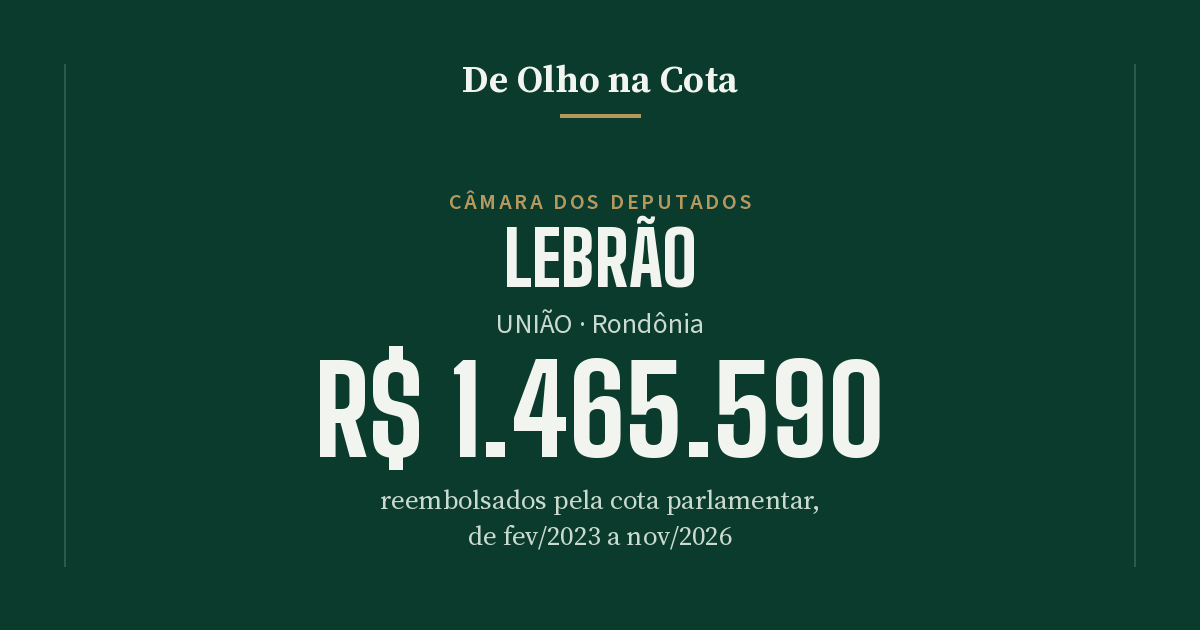 De Olho na Cota
CÂMARA DOS DEPUTADOS
LEBRÃO
UNIÃO · Rondônia
R$ 1.465.590
reembolsados pela cota parlamentar,
de fev/2023 a nov/2026